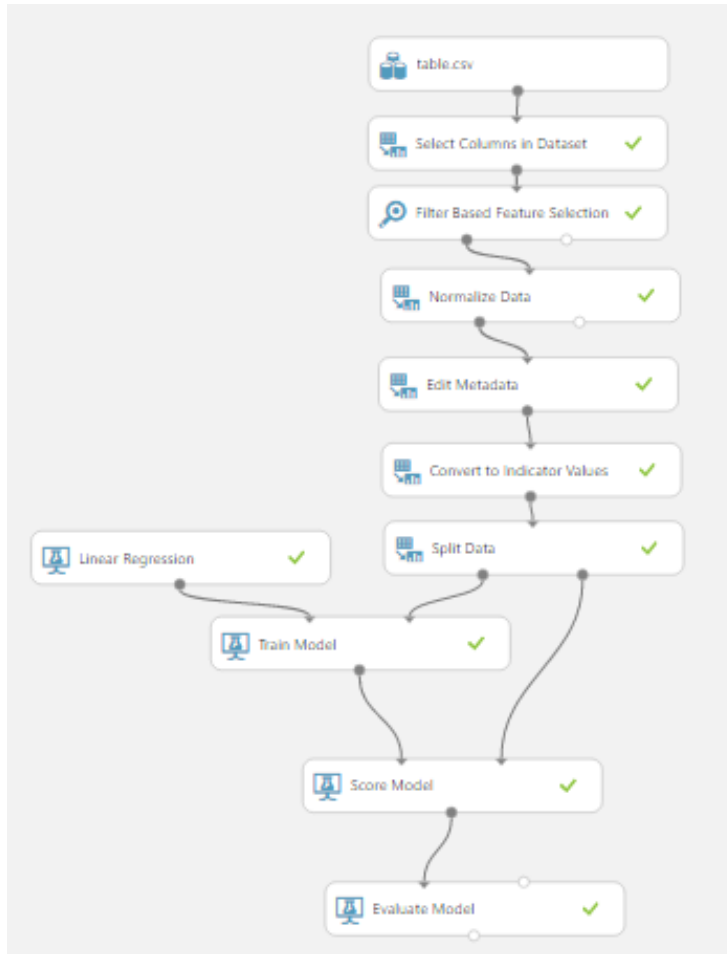 table.csv
Select Columns in Dataset
Filter Based Feature Selection
Normalize Data
Edit Metadata
Convert to Indicator Values
Linear Regression
Split Data
Train Model
Score Model
Evaluate Model